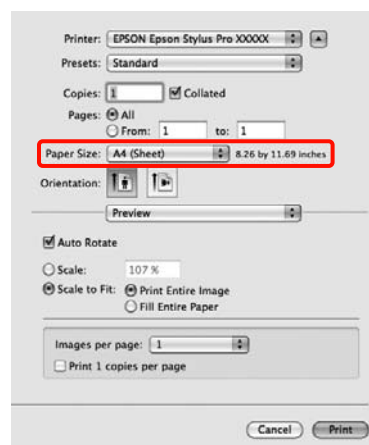 Printer: EPSON Epson Stylus Pro XXXXX
Presets: Standard
Copies: 1 Collated
Pages: All
From: 1 to: 1
Paper Size: A4 (Sheet) 8.26 by 11.69 inches
Orientation:
Preview
Auto Rotate
Scale: 107 %
Scale to Fit: Print Entire Image
Fill Entire Paper
Images per page: 1
Print 1 copies per page
Cancel Print